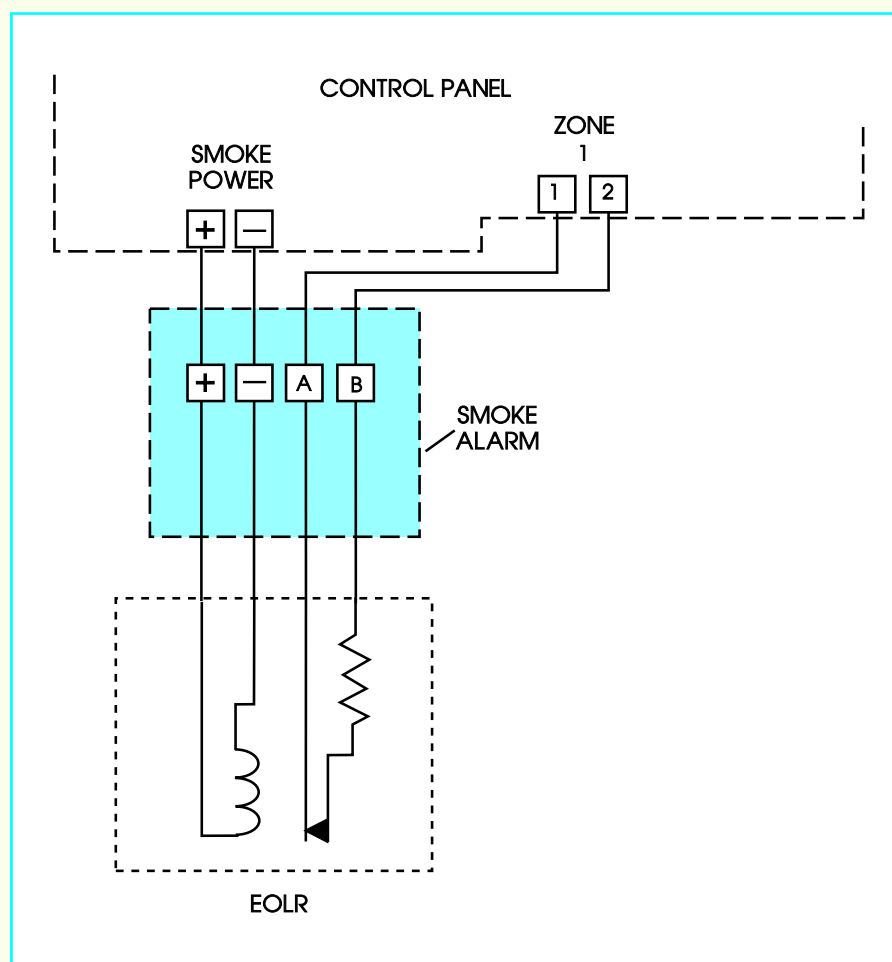 CONTROL PANEL
ZONE
1
SMOKE
POWER
1 2
+ —
+ — A B
SMOKE
ALARM
EOLR